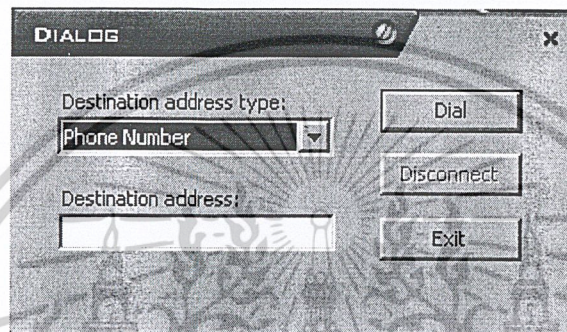 DIALOG
Destination address type:
Phone Number
Dial
Disconnect
Destination address:
Exit